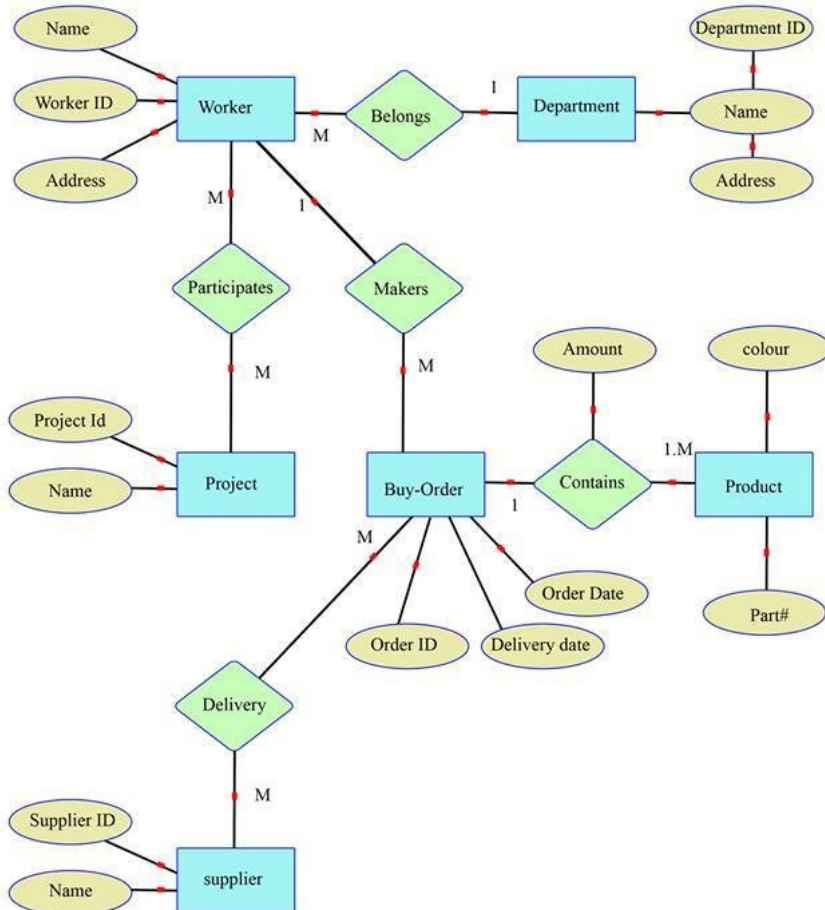 Name
Department ID
Worker ID
Worker
Belongs
1
M
Department
Name
Address
Address
M
1
Participates
Makers
M
M
Amount
colour
Project Id
Name
Project
Buy-Order
1
Contains
1.M
Product
M
Order Date
Order ID
Delivery date
Part#
Delivery
M
Supplier ID
Name
supplier